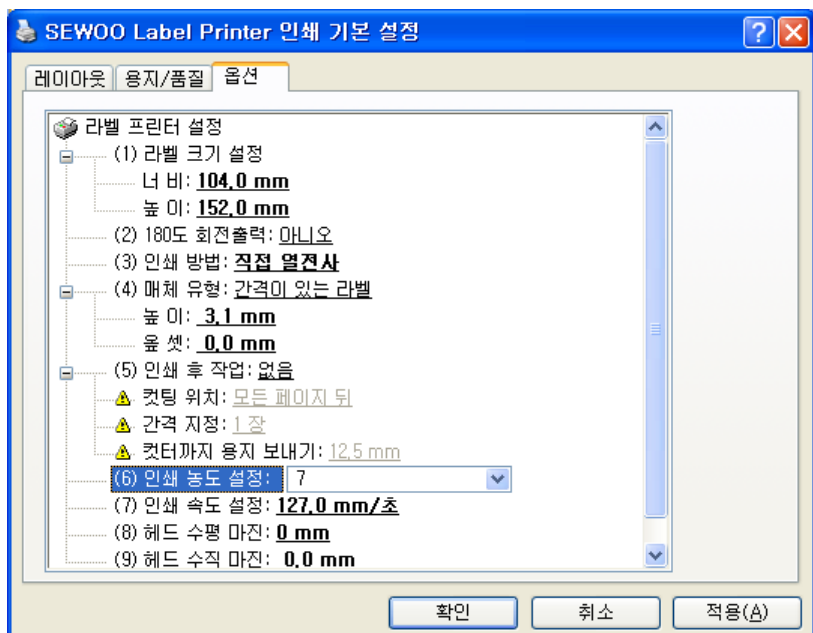 SEWOO Label Printer 인쇄 기본 설정
레이아웃 용지/품질 옵션
라벨 프린터 설정
(1) 라벨 크기 설정
너 비: 104,0 mm
높 이: 152,0 mm
(2) 180도 회전출력: 아니오
(3) 인쇄 방법: 직접 열전사
(4) 매체 유형: 간격이 있는 라벨
높 이: 3,1 mm
옾 셋: 0,0 mm
(5) 인쇄 후 작업: 없음
컷팅 위치: 모든 페이지 뒤
간격 지정: 1 장
컷터까지 용지 보내기: 12,5 mm
(6) 인쇄 농도 설정: 7
(7) 인쇄 속도 설정: 127,0 mm/초
(8) 헤드 수평 마진: 0 mm
(9) 헤드 수직 마진: 0,0 mm
확인 취소 적용(A)